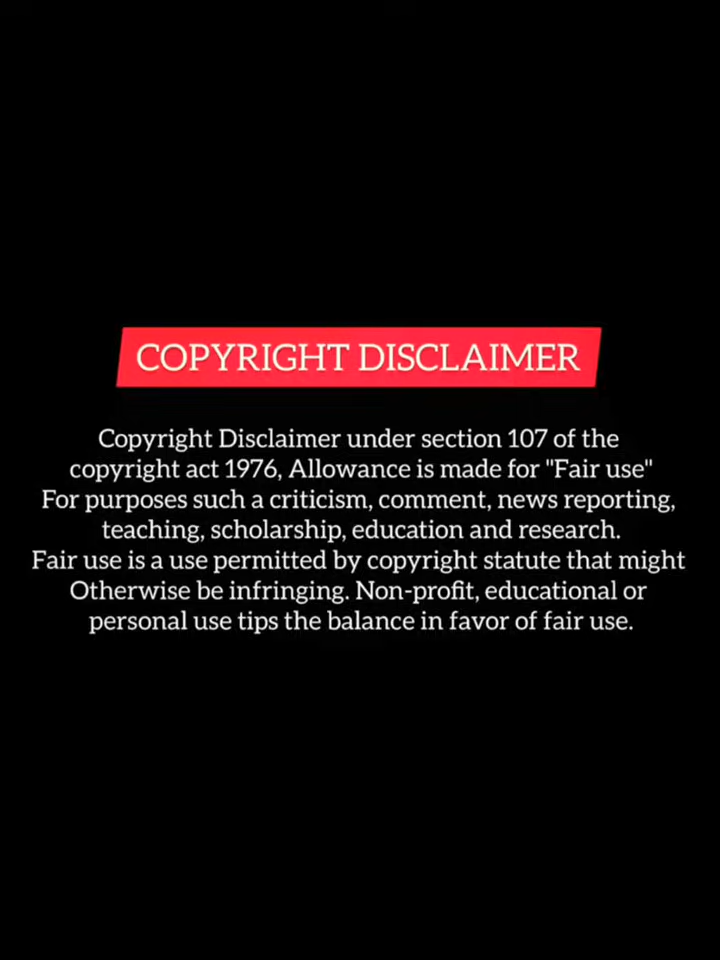 COPYRIGHT DISCLAIMER
Copyright Disclaimer under section 107 of the
copyright act 1976, Allowance is made for "Fair use"
For purposes such a criticism, comment, news reporting,
teaching, scholarship, education and research.
Fair use is a use permitted by copyright statute that might
Otherwise be infringing. Non-profit, educational or
personal use tips the balance in favor of fair use.